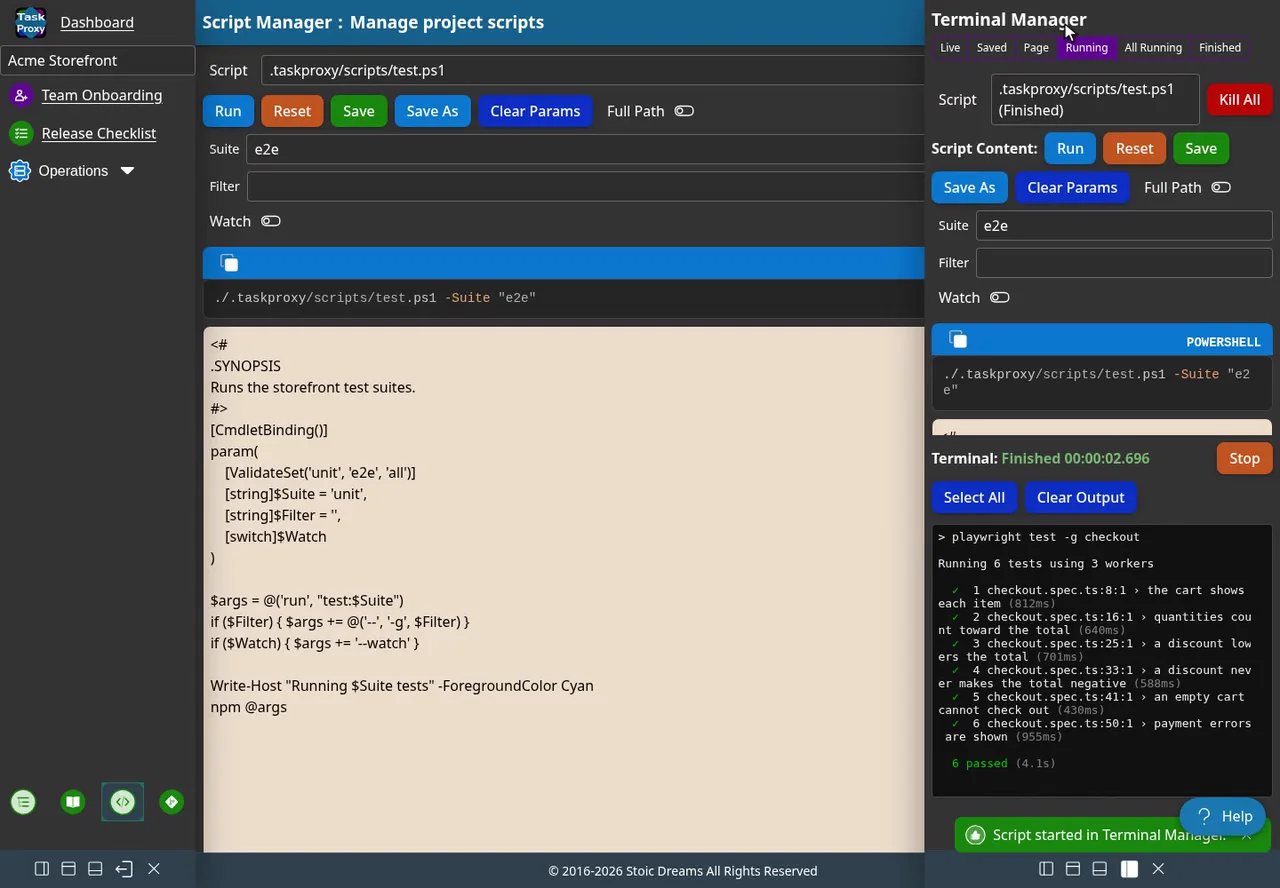 Task
Proxy
Dashboard
Acme Storefront
Team Onboarding
Release Checklist
Operations
Script Manager : Manage project scripts
Script
.taskproxy/scripts/test.ps1
Run
Reset
Save
Save As
Clear Params
Full Path
Suite
e2e
Filter
Watch
./.taskproxy/scripts/test.ps1 -Suite "e2e"
<#
.SYNOPSIS
Runs the storefront test suites.
#>
[CmdletBinding()]
param(
    [ValidateSet('unit', 'e2e', 'all')]
    [string]$Suite = 'unit',
    [string]$Filter = '',
    [switch]$Watch
)
$args = @('run', "test:$Suite")
if ($Filter) { $args += @('--', '-g', $Filter) }
if ($Watch) { $args += '--watch' }
Write-Host "Running $Suite tests" -ForegroundColor Cyan
npm @args
© 2016-2026 Stoic Dreams All Rights Reserved
Terminal Manager
Live
Saved
Page
Running
All Running
Finished
Script
.taskproxy/scripts/test.ps1
(Finished)
Kill All
Script Content:
Run
Reset
Save
Save As
Clear Params
Full Path
Suite
e2e
Filter
Watch
POWERSHELL
./.taskproxy/scripts/test.ps1 -Suite "e2
e"
Terminal: Finished 00:00:02.696
Stop
Select All
Clear Output
> playwright test -g checkout
Running 6 tests using 3 workers
✓ 1 checkout.spec.ts:8:1 › the cart shows
each item (812ms)
✓ 2 checkout.spec.ts:16:1 › quantities cou
nt toward the total (640ms)
✓ 3 checkout.spec.ts:25:1 › a discount low
ers the total (701ms)
✓ 4 checkout.spec.ts:33:1 › a discount nev
er makes the total negative (588ms)
✓ 5 checkout.spec.ts:41:1 › an empty cart
cannot check out (430ms)
✓ 6 checkout.spec.ts:50:1 › payment errors
are shown (955ms)
6 passed (4.1s)
? Help
Script started in Terminal Manager.